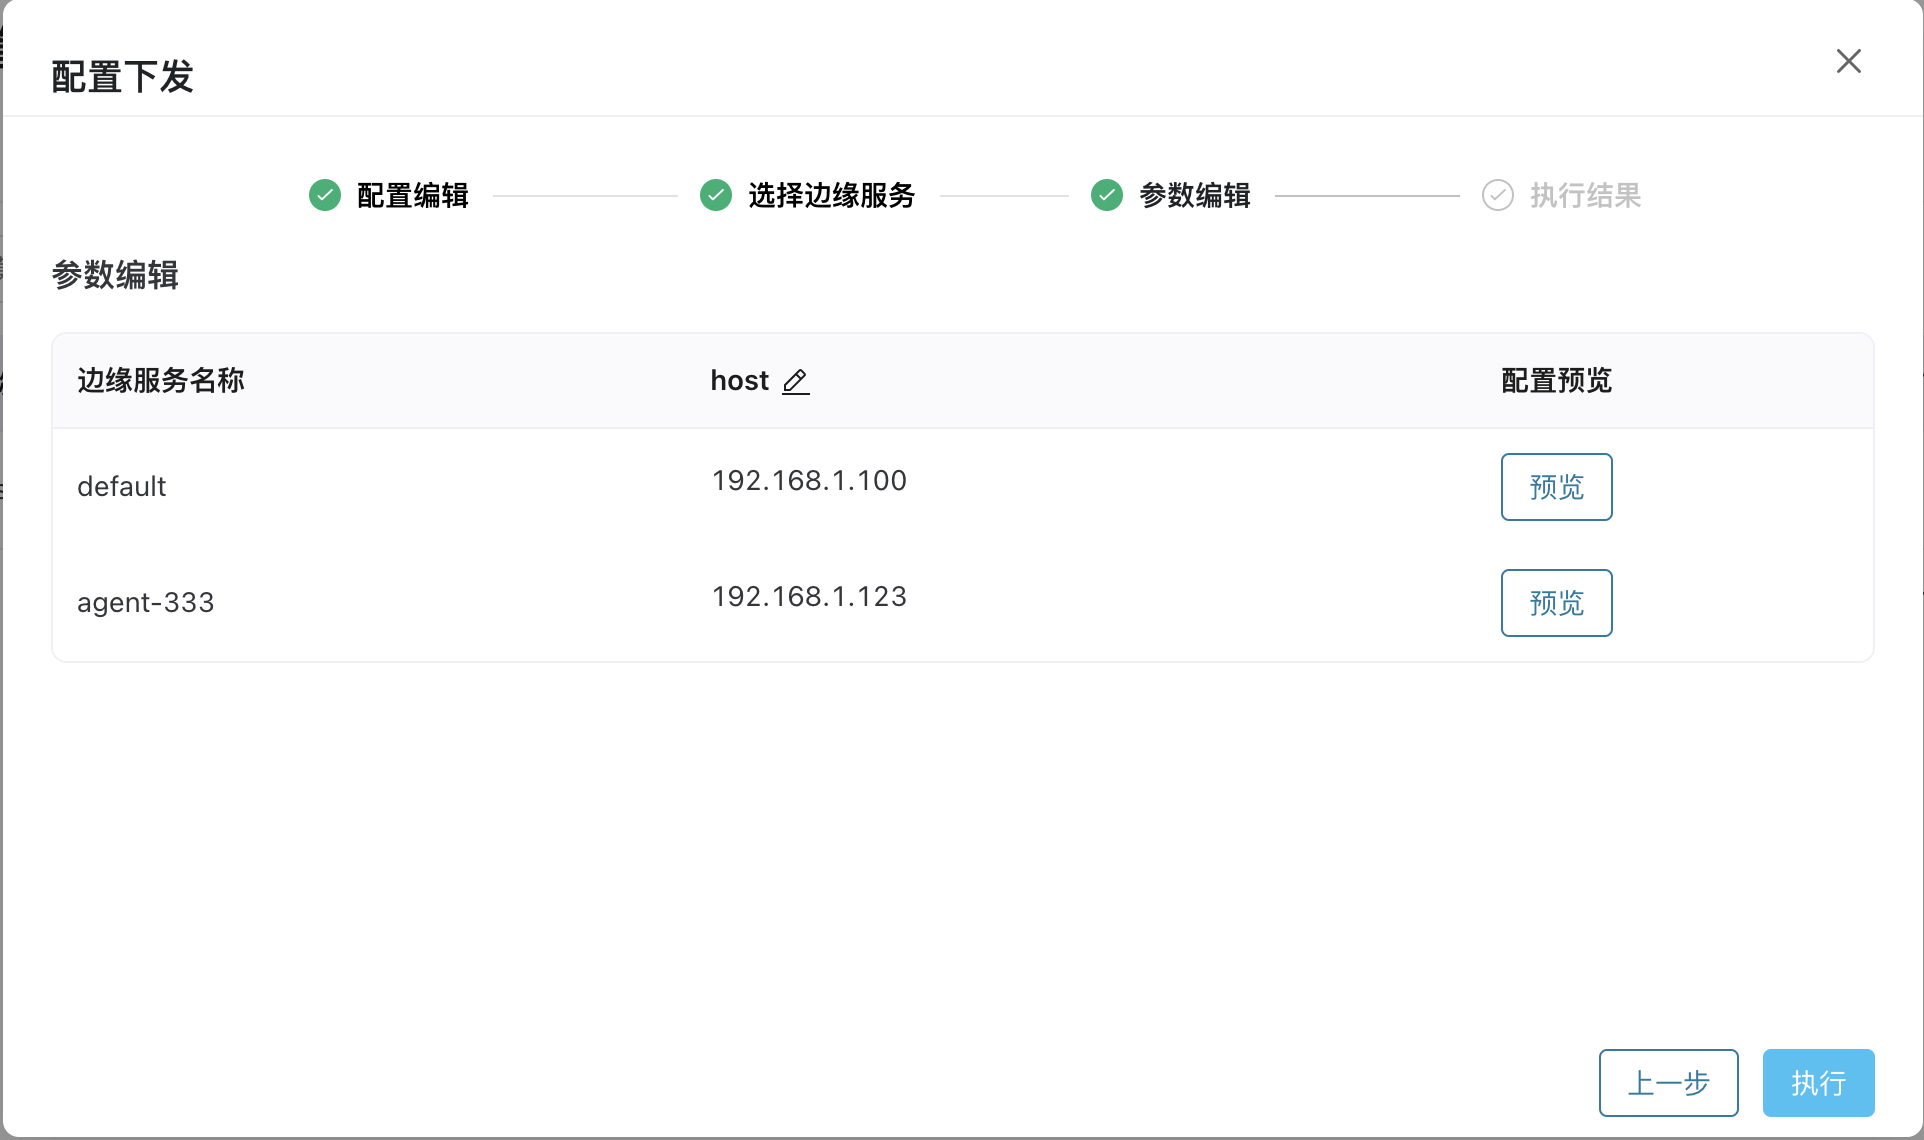 配置下发
配置编辑 选择边缘服务 参数编辑 执行结果
参数编辑
边缘服务名称 host 配置预览
default 192.168.1.100 预览
agent-333 192.168.1.123 预览
上一步 执行